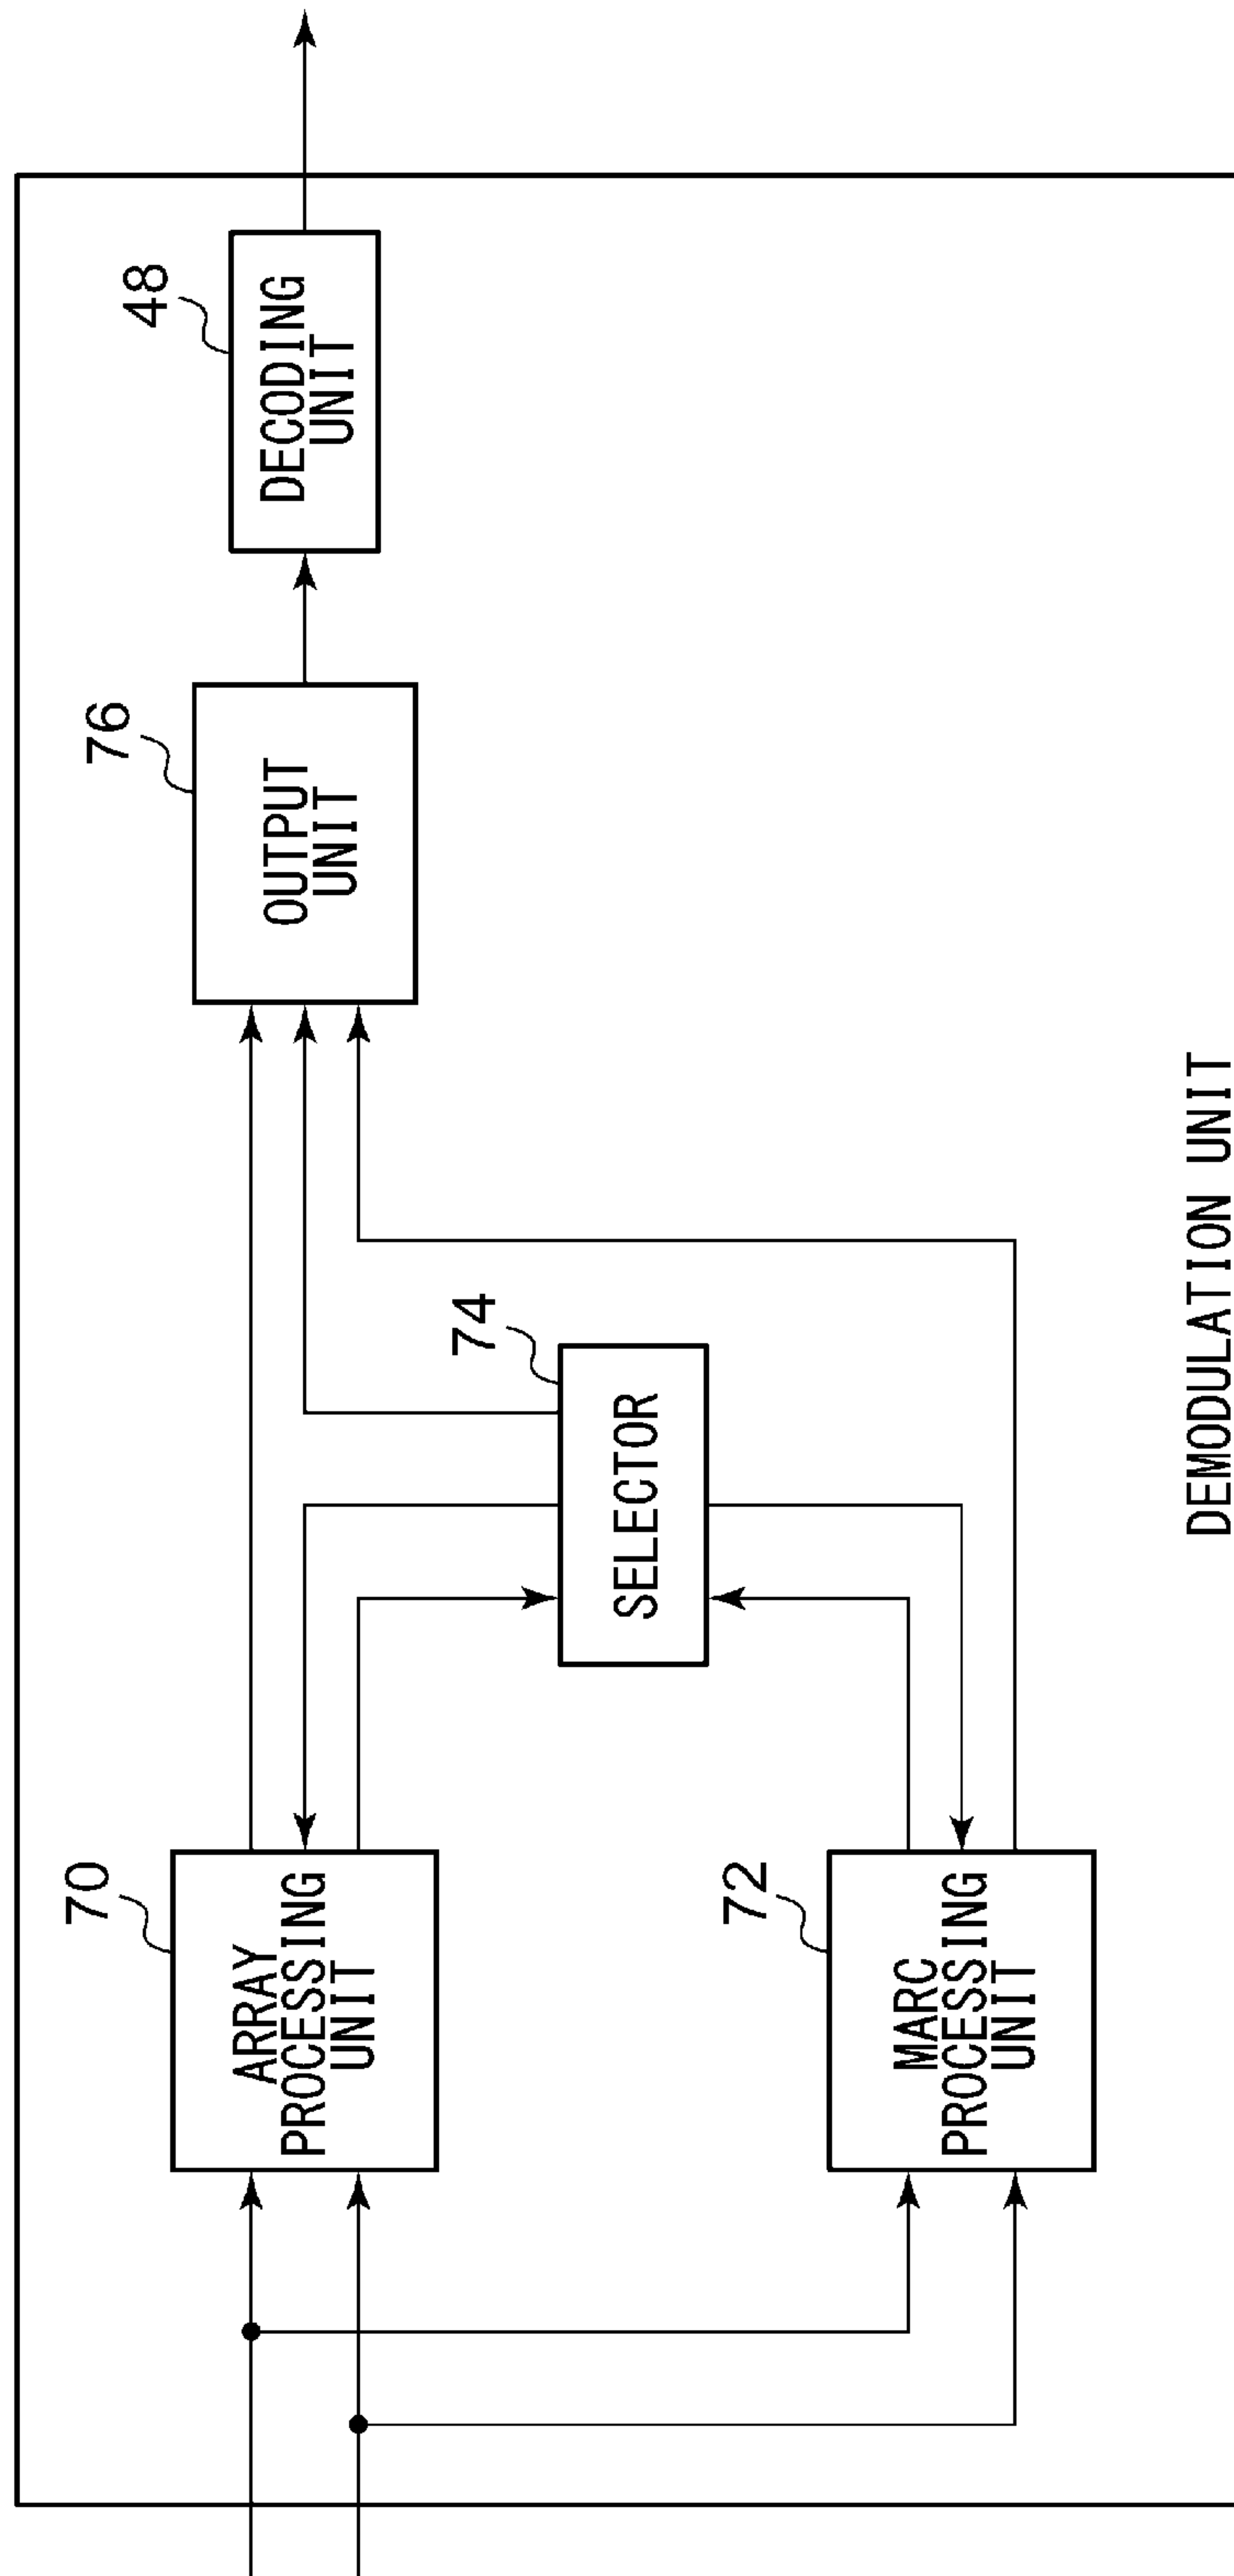 70
ARRAY
PROCESSING
UNIT
72
MARC
PROCESSING
UNIT
74
SELECTOR
76
OUTPUT
UNIT
48
DECODING
UNIT
DEMODULATION UNIT